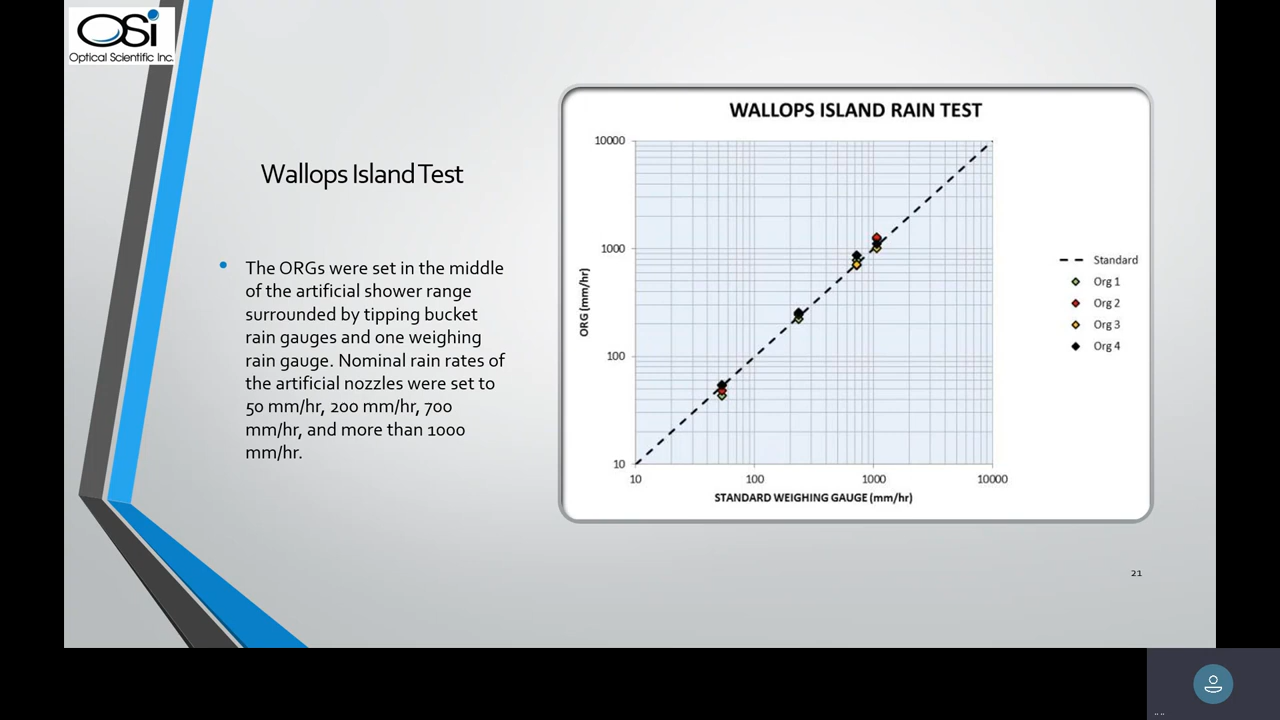 OSi
Optical Scientific Inc.
Wallops Island Test
The ORGs were set in the middle
of the artificial shower range
surrounded by tipping bucket
rain gauges and one weighing
rain gauge. Nominal rain rates of
the artificial nozzles were set to
50 mm/hr, 200 mm/hr, 700
mm/hr, and more than 1000
mm/hr.
WALLOPS ISLAND RAIN TEST
10000
1000
100
10
ORG (mm/hr)
10 100 1000 10000
STANDARD WEIGHING GAUGE (mm/hr)
Standard
Org 1
Org 2
Org 3
Org 4
21